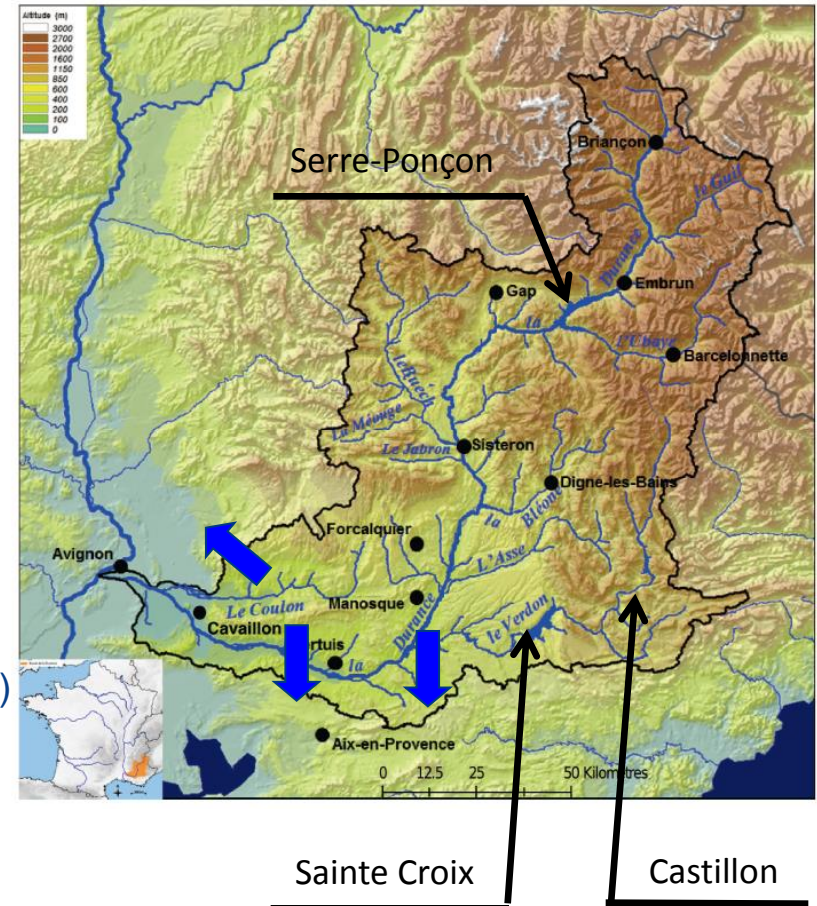 Altitude (m)
3000
2700
2000
1600
1150
850
600
400
200
100
0
Serre-Ponçon
Briançon
le Guil
Durance
Embrun
Gap
la
L'Ubaye
Barcelonnette
le Buech
La Méouge
Le Jabron
Sisteron
Digne-les-Bains
la
Bléone
Forcalquier
L'Asse
Avignon
Manosque
Le Coulon
Durance
le Verdon
Cavaillon
rtuis
la
)
Aix-en-Provence
0 12.5 25 50 Kilometres
Sainte Croix
Castillon